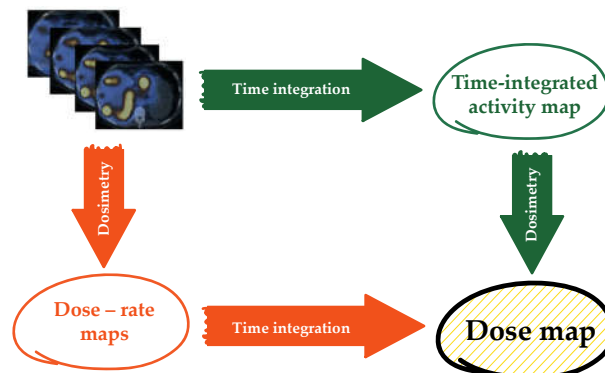 Time integration
Time-integrated
activity map
Dosimetry
Dosimetry
Dose – rate
maps
Time integration
Dose map